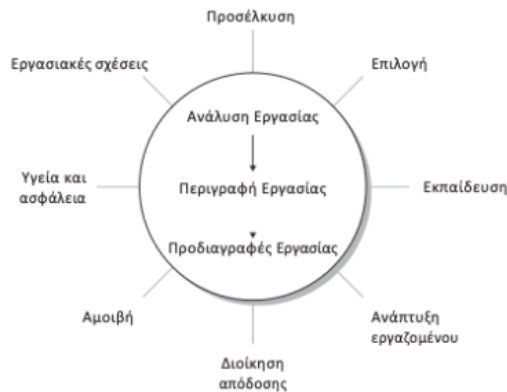 Προσέλκυση
Εργασιακές σχέσεις
Επιλογή
Ανάλυση Εργασίας
Υγεία και
ασφάλεια
Περιγραφή Εργασίας
Εκπαίδευση
Προδιαγραφές Εργασίας
Αμοιβή
Ανάπτυξη
εργαζομένου
Διοίκηση
απόδοσης